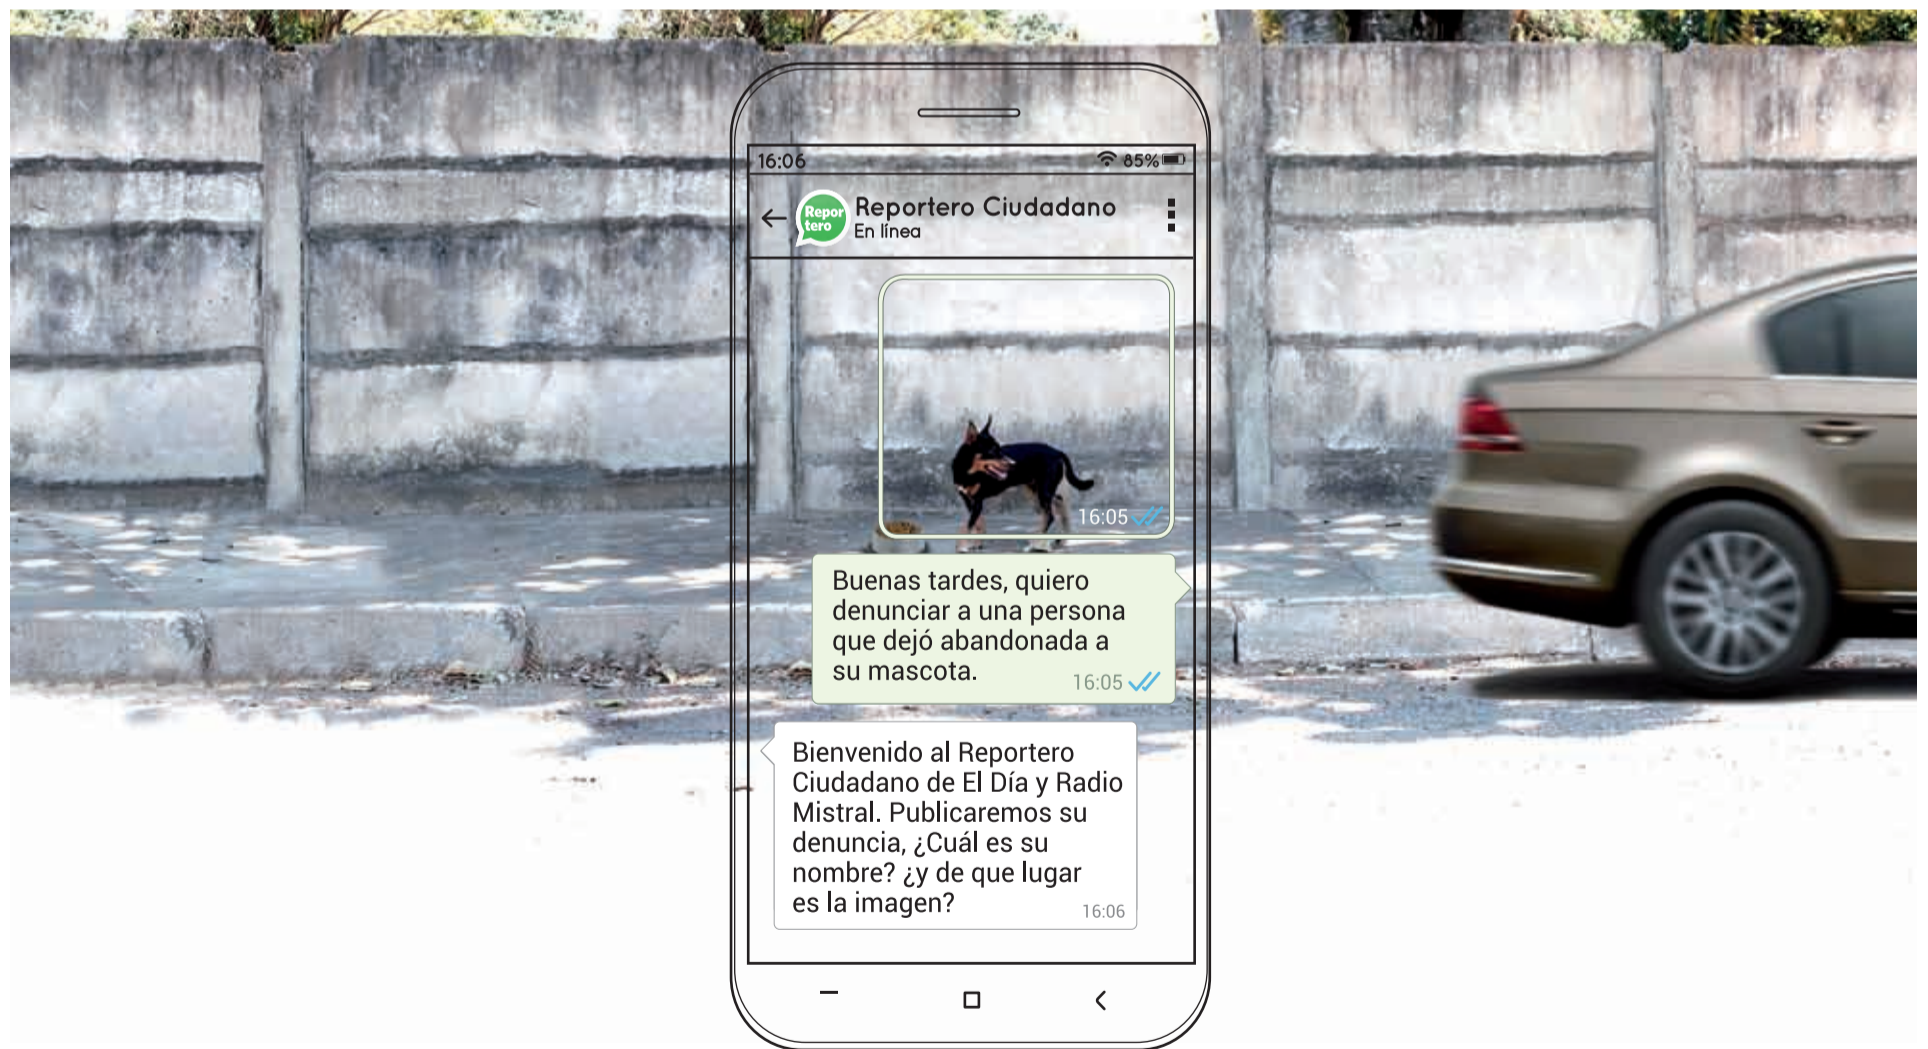 16:06
85%
Repor
tero
Reportero Ciudadano
En línea
16:05
Buenas tardes, quiero
denunciar a una persona
que dejó abandonada a
su mascota.
16:05
Bienvenido al Reportero
Ciudadano de El Día y Radio
Mistral. Publicaremos su
denuncia, ¿Cuál es su
nombre? ¿y de que lugar
es la imagen?
16:06